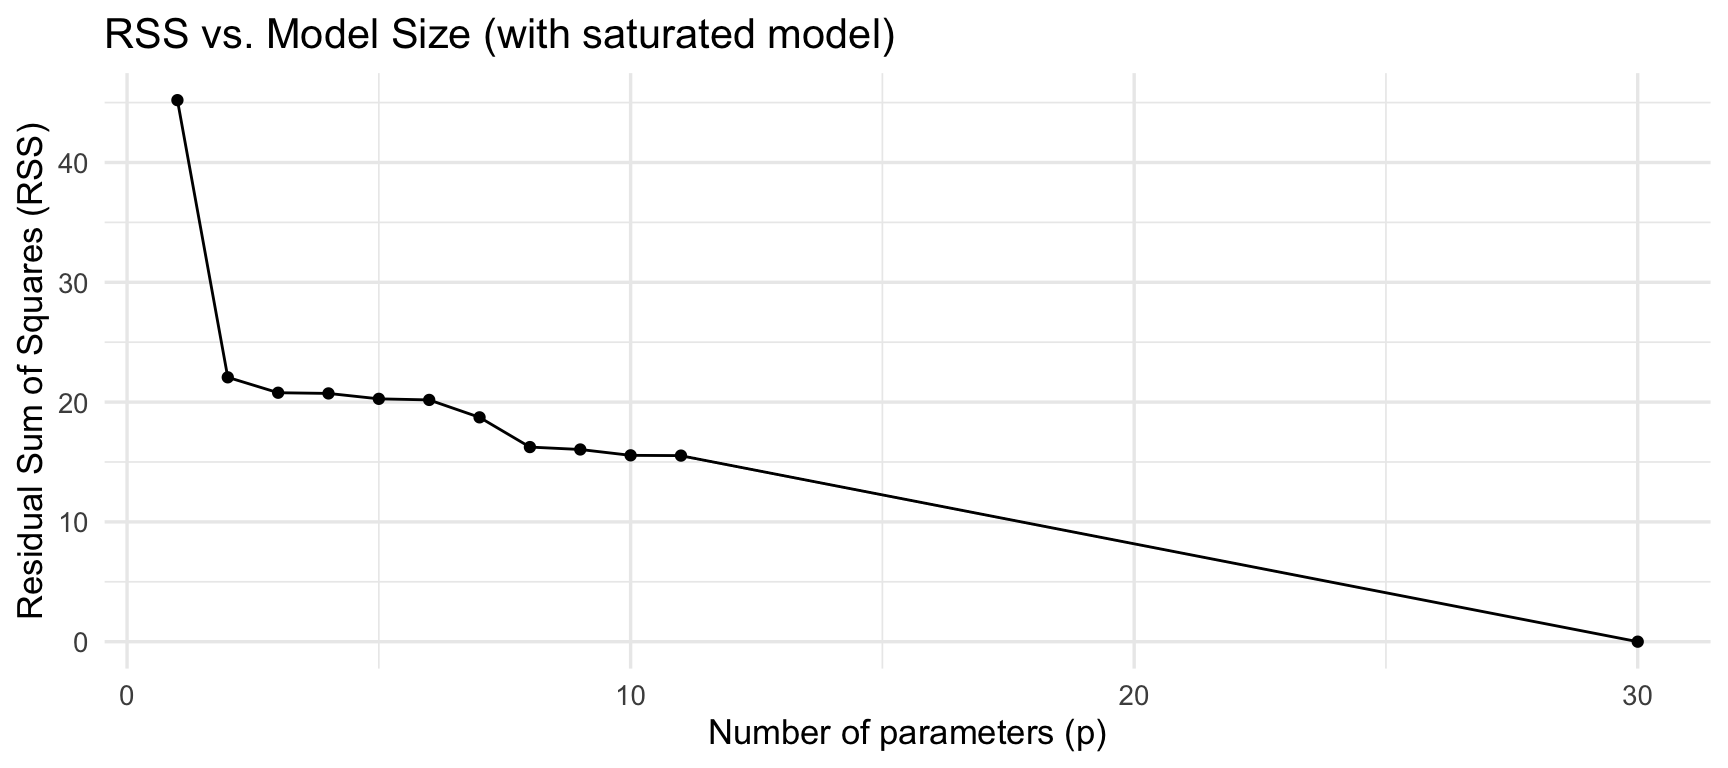 RSS vs. Model Size (with saturated model)
Residual Sum of Squares (RSS)
40
30
20
10
0
0 10 20 30
Number of parameters (p)